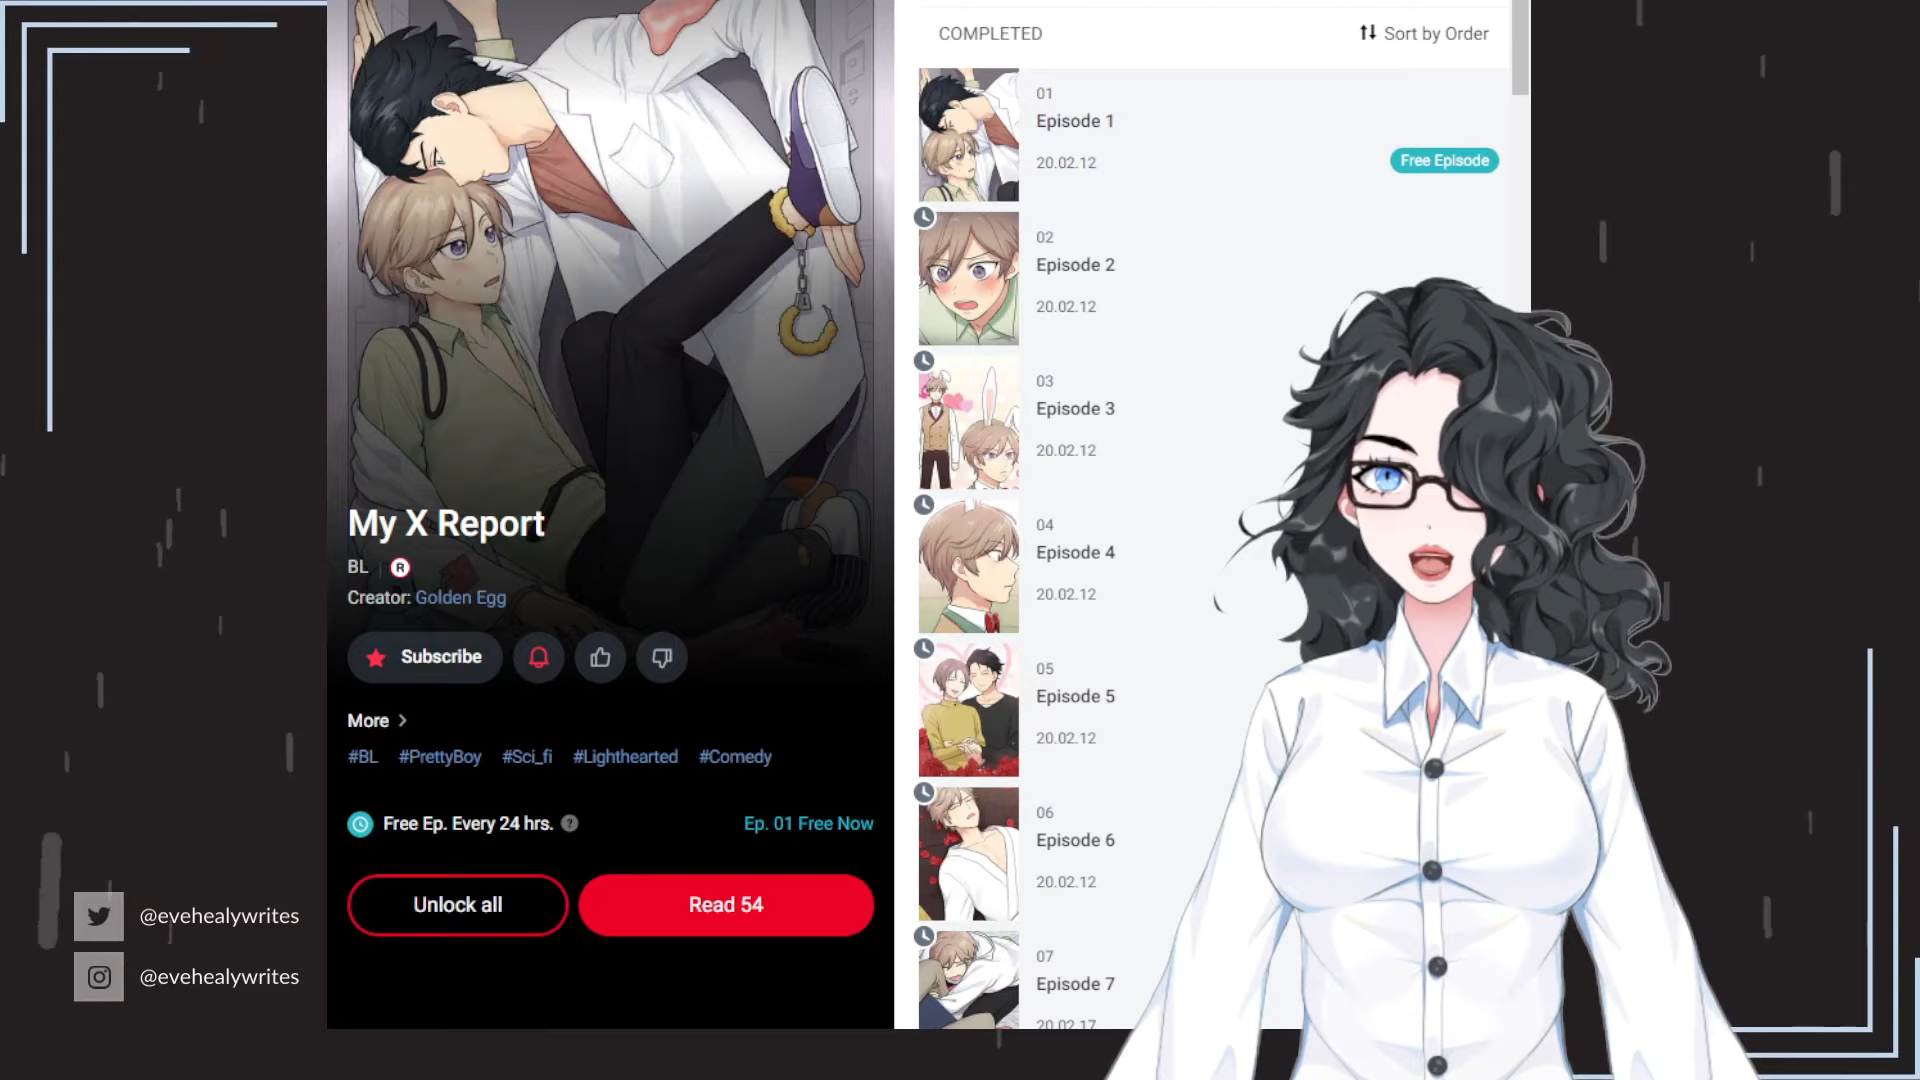 My X Report
BL
R
Creator: Golden Egg
Subscribe
More
#BL #PrettyBoy #Sci_fi #Lighthearted #Comedy
Free Ep. Every 24 hrs. ?
Ep. 01 Free Now
Unlock all
Read 54
COMPLETED
Sort by Order
01
Episode 1
20.02.12
Free Episode
02
Episode 2
20.02.12
03
Episode 3
20.02.12
04
Episode 4
20.02.12
05
Episode 5
20.02.12
06
Episode 6
20.02.12
07
Episode 7
20.02.17
@evehealywrites
@evehealywrites